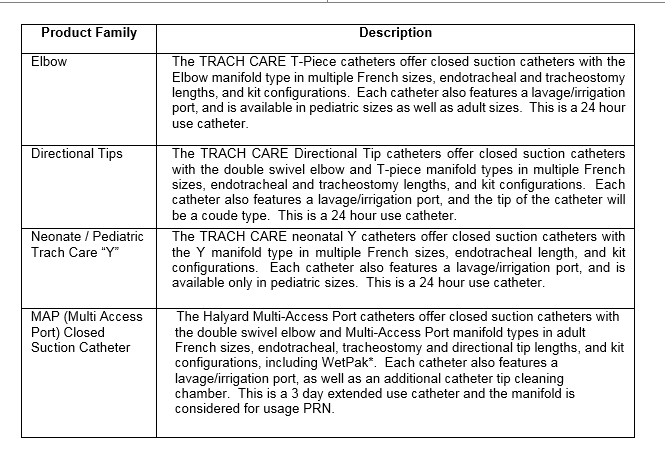 Product Family
Description
Elbow
The TRACH CARE T-Piece catheters offer closed suction catheters with the
Elbow manifold type in multiple French sizes, endotracheal and tracheostomy
lengths, and kit configurations.  Each catheter also features a lavage/irrigation
port, and is available in pediatric sizes as well as adult sizes.  This is a 24 hour
use catheter.
Directional Tips
The TRACH CARE Directional Tip catheters offer closed suction catheters
with the double swivel elbow and T-piece manifold types in multiple French
sizes, endotracheal and tracheostomy lengths, and kit configurations.  Each
catheter also features a lavage/irrigation port, and the tip of the catheter will
be a coude type.  This is a 24 hour use catheter.
Neonate / Pediatric
Trach Care “Y”
The TRACH CARE neonatal Y catheters offer closed suction catheters with
the Y manifold type in multiple French sizes, endotracheal length, and kit
configurations.  Each catheter also features a lavage/irrigation port, and is
available only in pediatric sizes.  This is a 24 hour use catheter.
MAP (Multi Access
Port) Closed
Suction Catheter
The Halyard Multi-Access Port catheters offer closed suction catheters with
the double swivel elbow and Multi-Access Port manifold types in adult
French sizes, endotracheal, tracheostomy and directional tip lengths, and kit
configurations, including WetPak*.  Each catheter also features a
lavage/irrigation port, as well as an additional catheter tip cleaning
chamber.  This is a 3 day extended use catheter and the manifold is
considered for usage PRN.